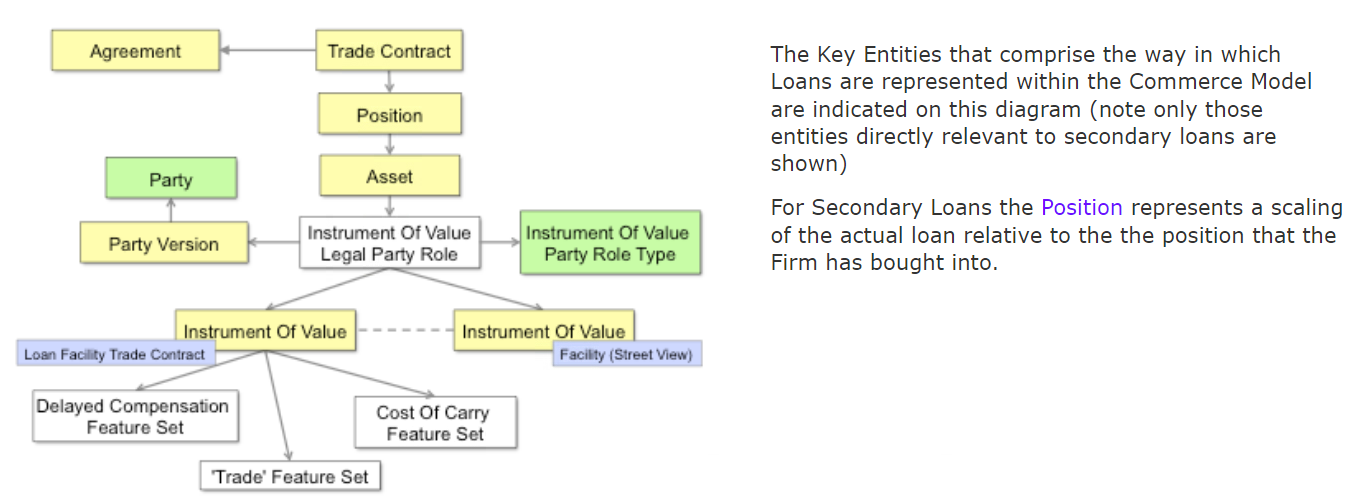 Agreement
Trade Contract
Position
Asset
Party
Party Version
Instrument Of Value
Legal Party Role
Instrument Of Value
Party Role Type
Instrument Of Value
Loan Facility Trade Contract
Instrument Of Value
Facility (Street View)
Delayed Compensation
Feature Set
'Trade' Feature Set
Cost Of Carry
Feature Set
The Key Entities that comprise the way in which
Loans are represented within the Commerce Model
are indicated on this diagram (note only those
entities directly relevant to secondary loans are
shown)
For Secondary Loans the Position represents a scaling
of the actual loan relative to the the position that the
Firm has bought into.